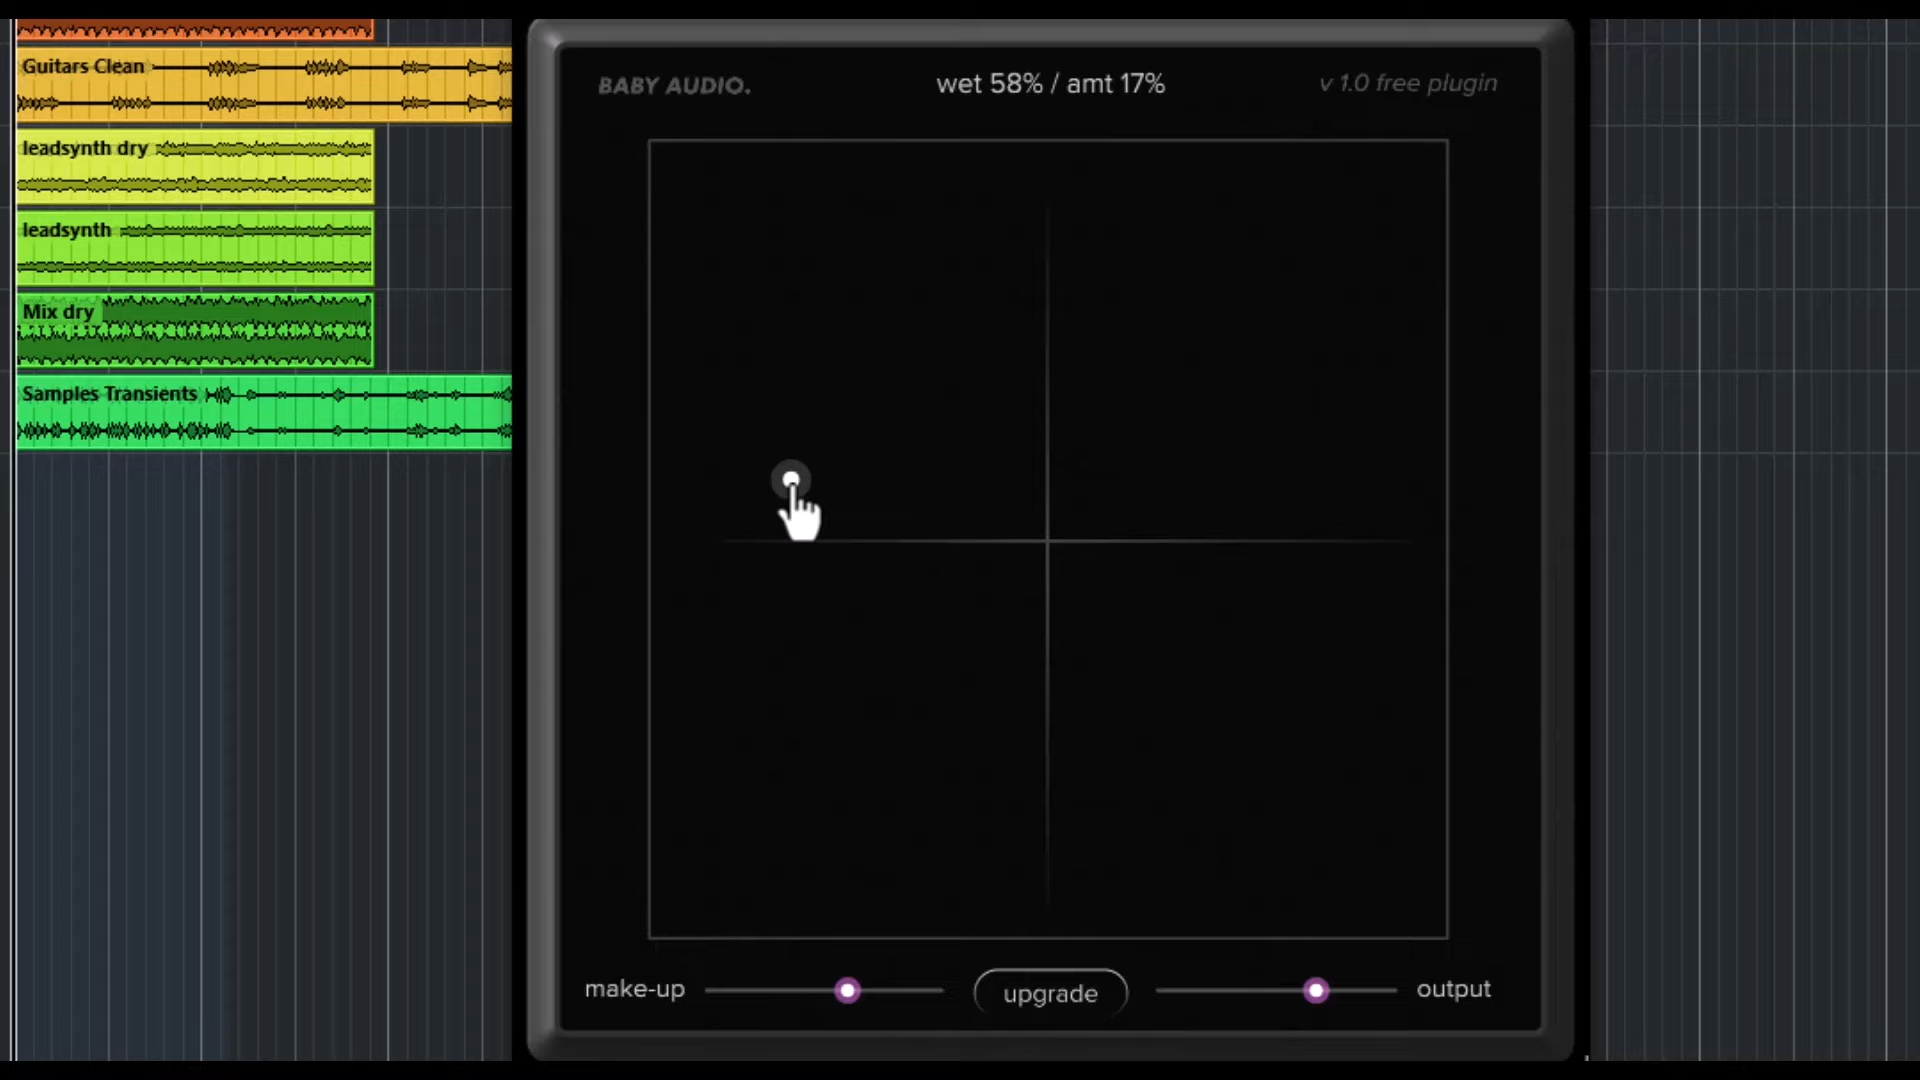 Guitars Clean
leadsynth dry
leadsynth
Mix dry
Samples Transients
BABY AUDIO.
wet 58% / amt 17%
v 1.0 free plugin
make-up
upgrade
output